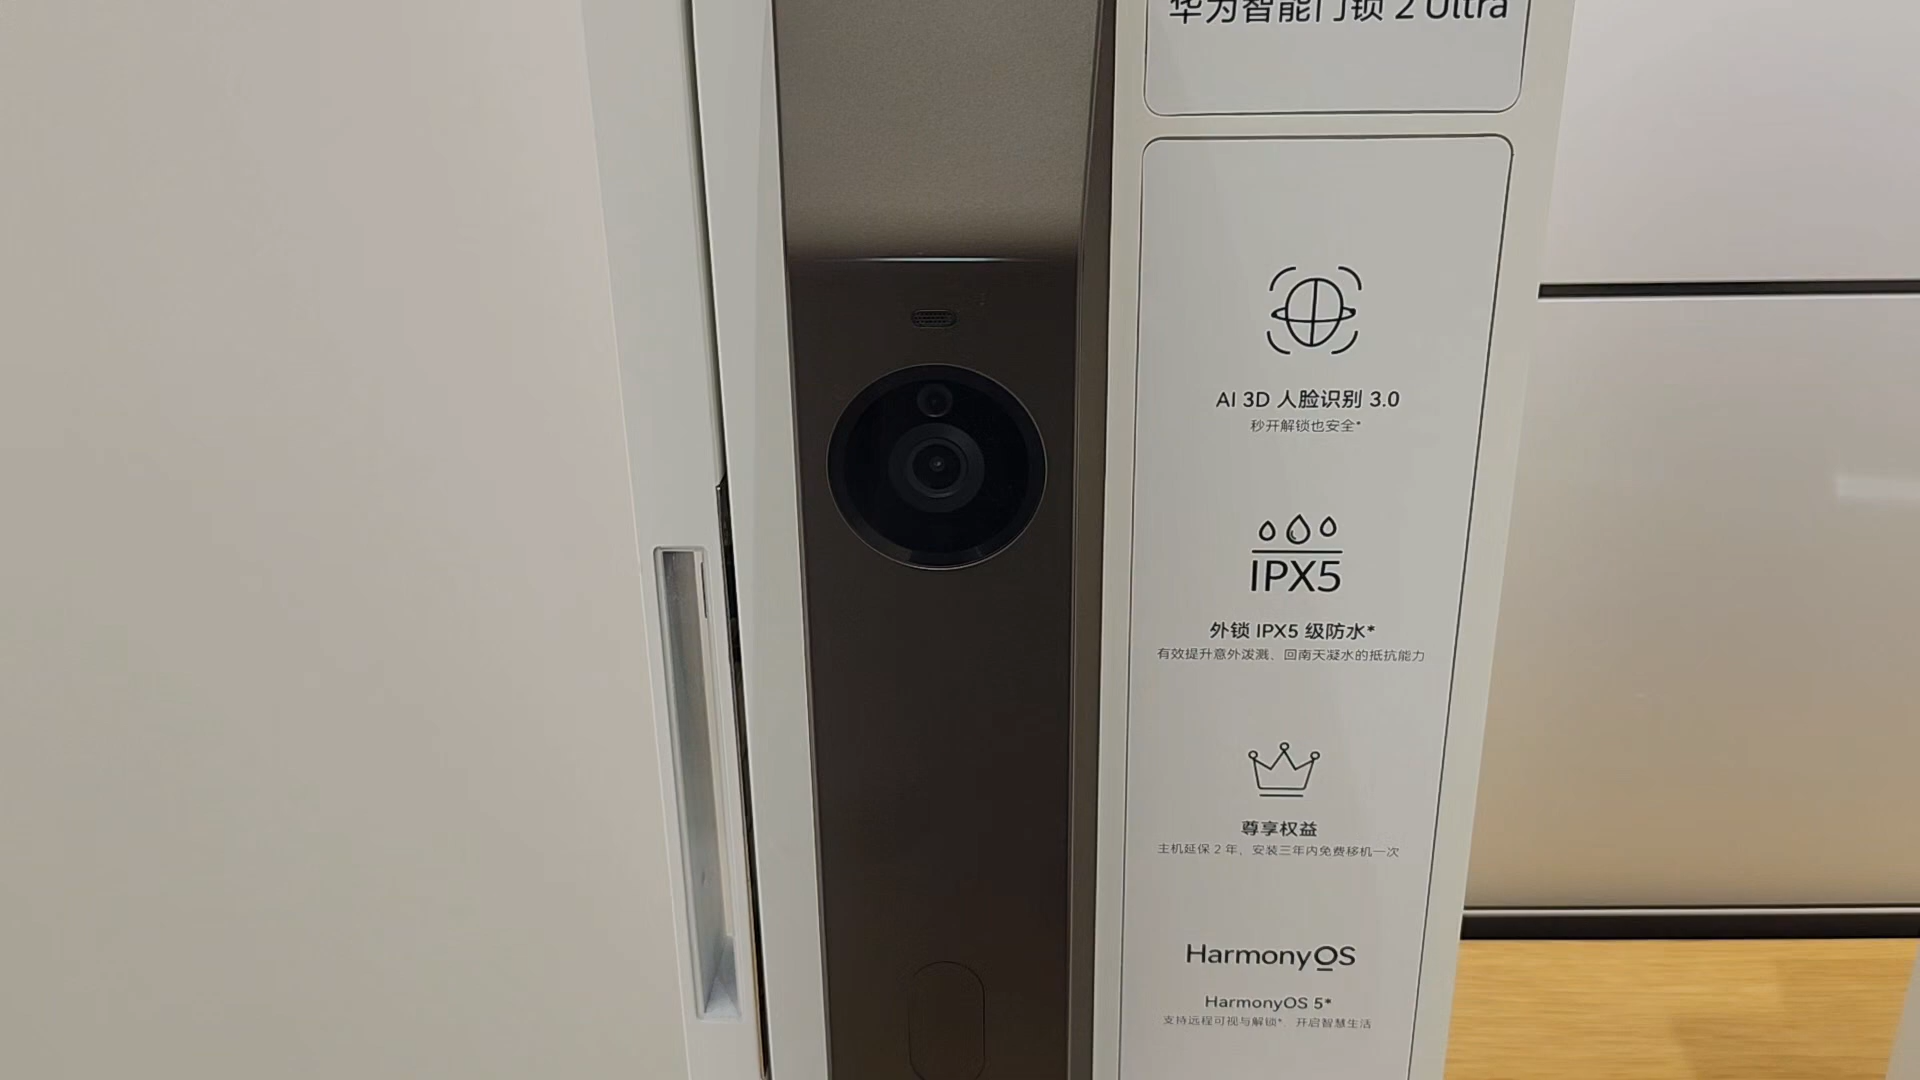 华为智能门锁 2 Ultra
AI 3D 人脸识别 3.0
秒开解锁也安全*
IPX5
外锁 IPX5 级防水*
有效提升意外泼溅、回南天凝水的抵抗能力
尊享权益
主机延保 2 年，安装三年内免费移机一次
HarmonyOS
HarmonyOS 5*
支持远程可视与解锁*，开启智慧生活